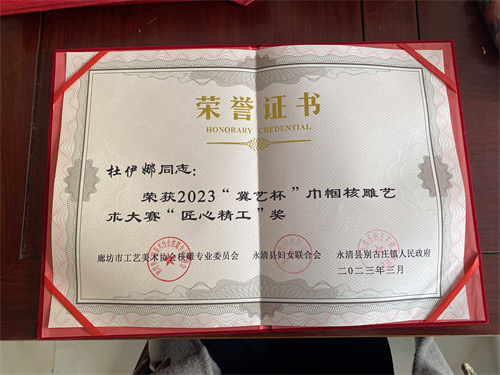 荣誉证书
HONORARY CREDENTIAL
杜伊娜同志：
荣获2023“冀艺杯”巾帼核雕艺
术大赛“匠心精工”奖
廊坊市工艺美术协会核雕专业委员会 永清县妇女联合会 永清县别古庄镇人民政府
二〇二三年三月